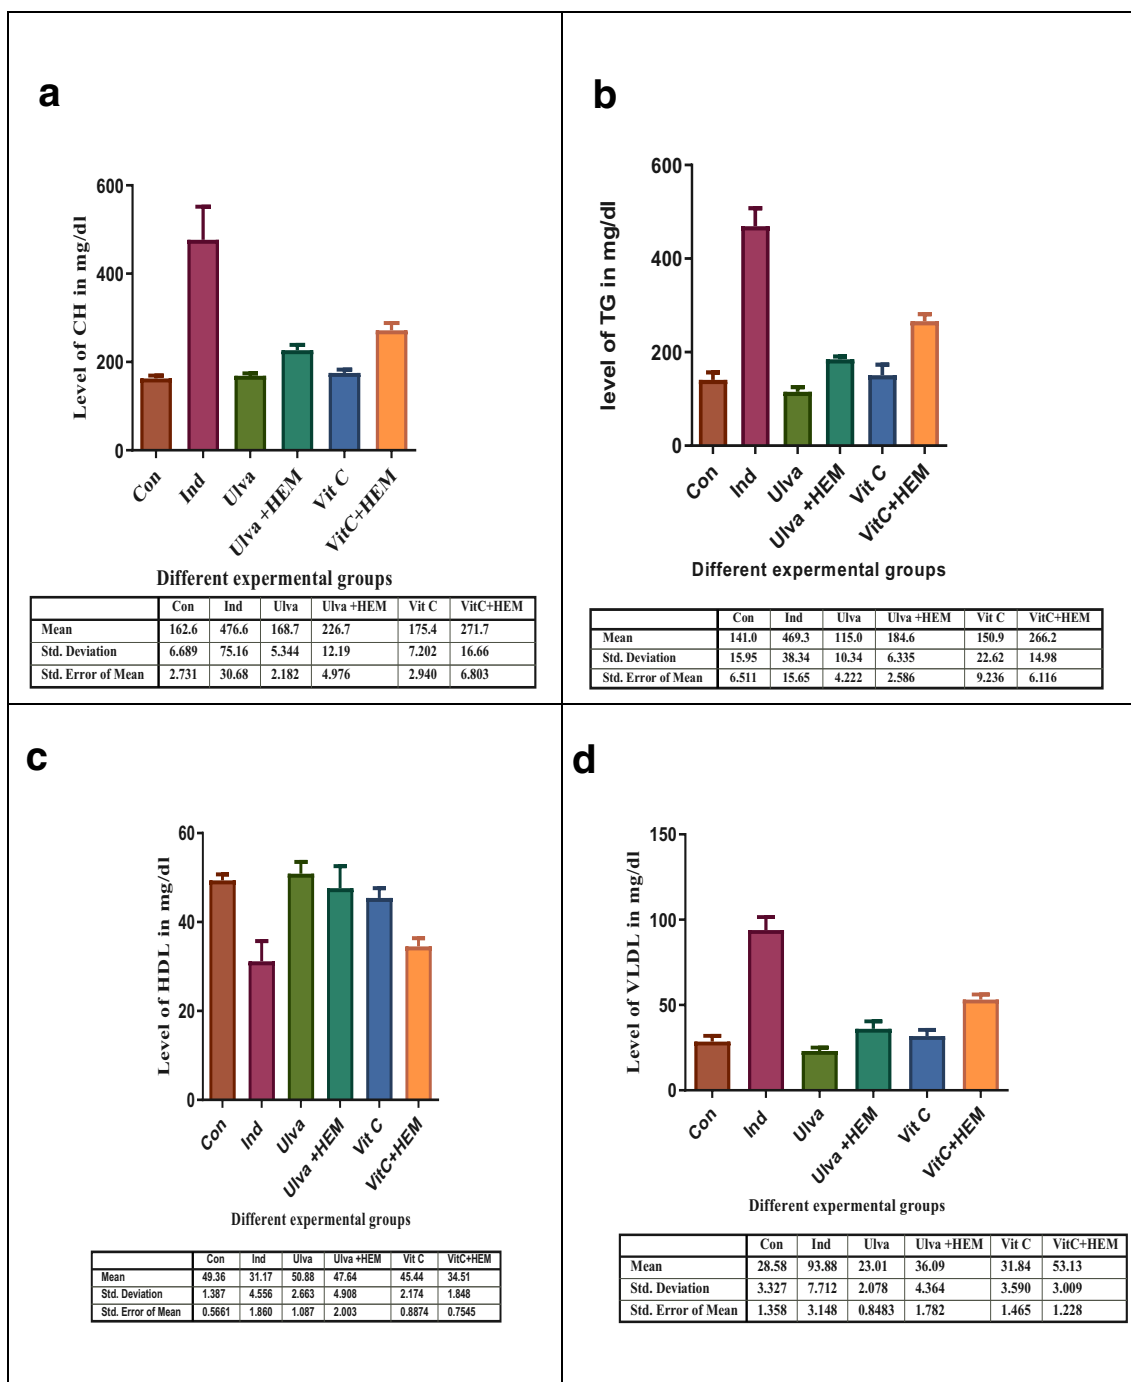 a
Level of CH in mg/dl
600
400
200
0
Con
Ind
Ulva
Ulva +HEM
Vit C
VitC+HEM
Different expermental groups
Con Ind Ulva Ulva +HEM Vit C VitC+HEM
Mean 162.6 476.6 168.7 226.7 175.4 271.7
Std. Deviation 6.689 75.16 5.344 12.19 7.202 16.66
Std. Error of Mean 2.731 30.68 2.182 4.976 2.940 6.803
b
level of TG in mg/dl
600
400
200
0
Con
Ind
Ulva
Ulva +HEM
Vit C
VitC+HEM
Different expermental groups
Con Ind Ulva Ulva +HEM Vit C VitC+HEM
Mean 141.0 469.3 115.0 184.6 150.9 266.2
Std. Deviation 15.95 38.34 10.34 6.335 22.62 14.98
Std. Error of Mean 6.511 15.65 4.222 2.586 9.236 6.116
c
Level of HDL in mg/dl
60
40
20
0
Con
Ind
Ulva
Ulva +HEM
Vit C
VitC+HEM
Different expermental groups
Con Ind Ulva Ulva +HEM Vit C VitC+HEM
Mean 49.36 31.17 50.88 47.64 45.44 34.51
Std. Deviation 1.387 4.556 2.663 4.908 2.174 1.848
Std. Error of Mean 0.5661 1.860 1.087 2.003 0.8874 0.7545
d
Level of VLDL in mg/dl
150
100
50
0
Con
Ind
Ulva
Ulva +HEM
Vit C
VitC+HEM
Different expermental groups
Con Ind Ulva Ulva +HEM Vit C VitC+HEM
Mean 28.58 93.88 23.01 36.09 31.84 53.13
Std. Deviation 3.327 7.712 2.078 4.364 3.590 3.009
Std. Error of Mean 1.358 3.148 0.8483 1.782 1.465 1.228